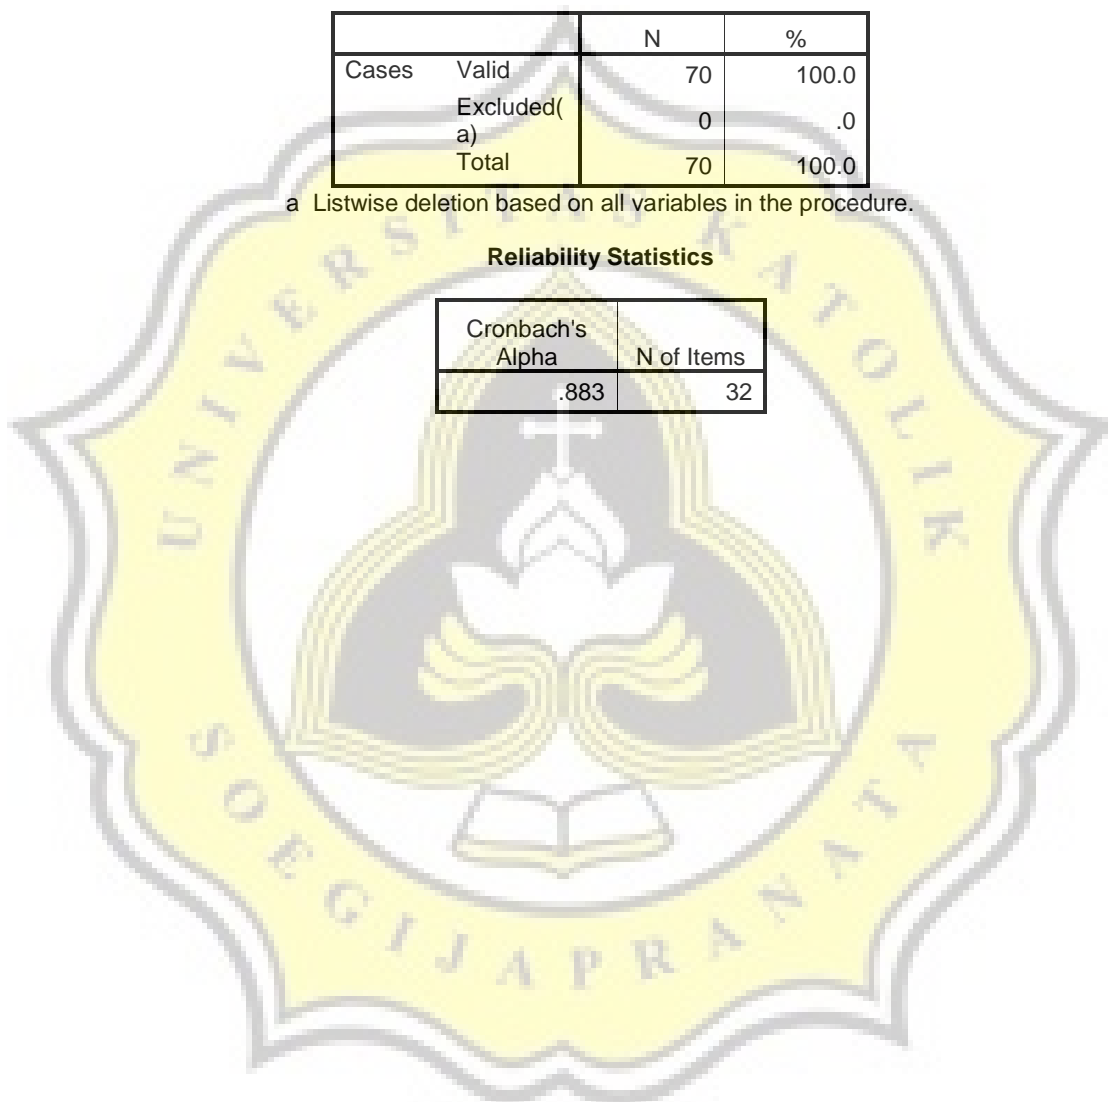 N %
Cases Valid 70 100.0
Excluded(
a) 0 .0
Total 70 100.0
a Listwise deletion based on all variables in the procedure.
Reliability Statistics
Cronbach's
Alpha N of Items
.883 32
UNIVERSITAS KATOLIK
SOEGIJAPRANATA